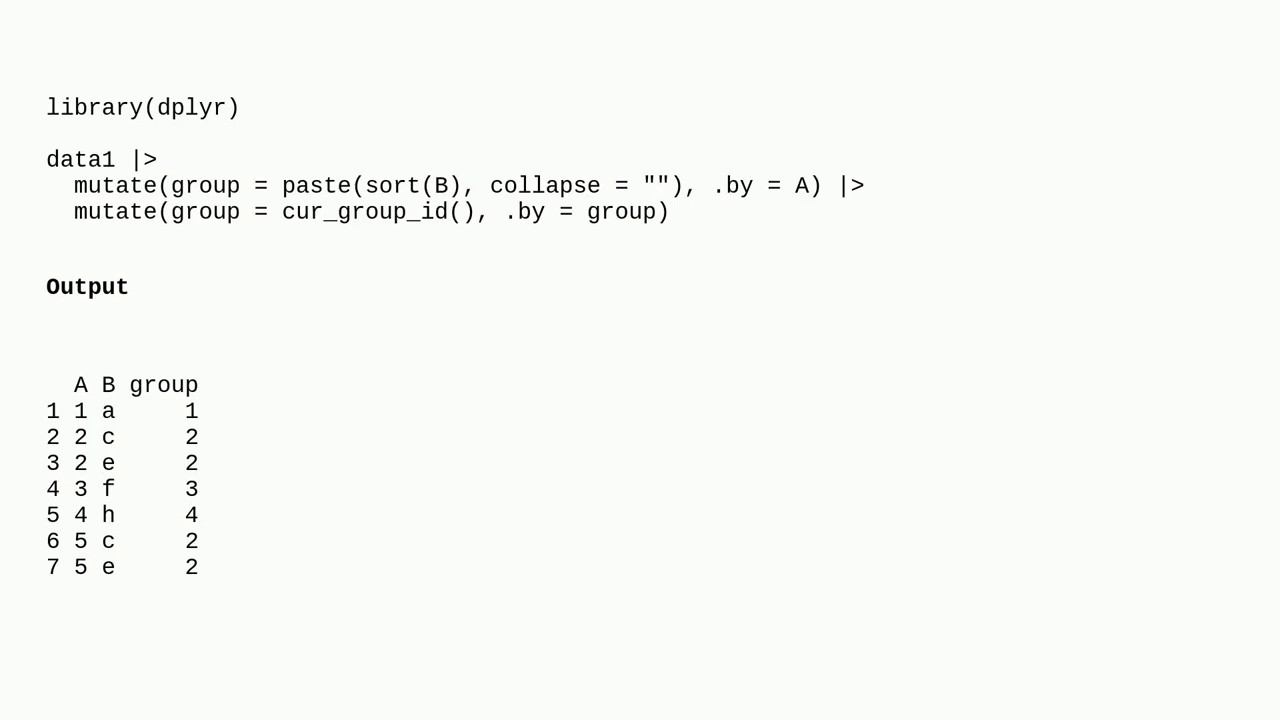 library(dplyr)
data1 |>
  mutate(group = paste(sort(B), collapse = ""), .by = A) |>
  mutate(group = cur_group_id(), .by = group)
Output
  A B group
1 1 a     1
2 2 c     2
3 2 e     2
4 3 f     3
5 4 h     4
6 5 c     2
7 5 e     2